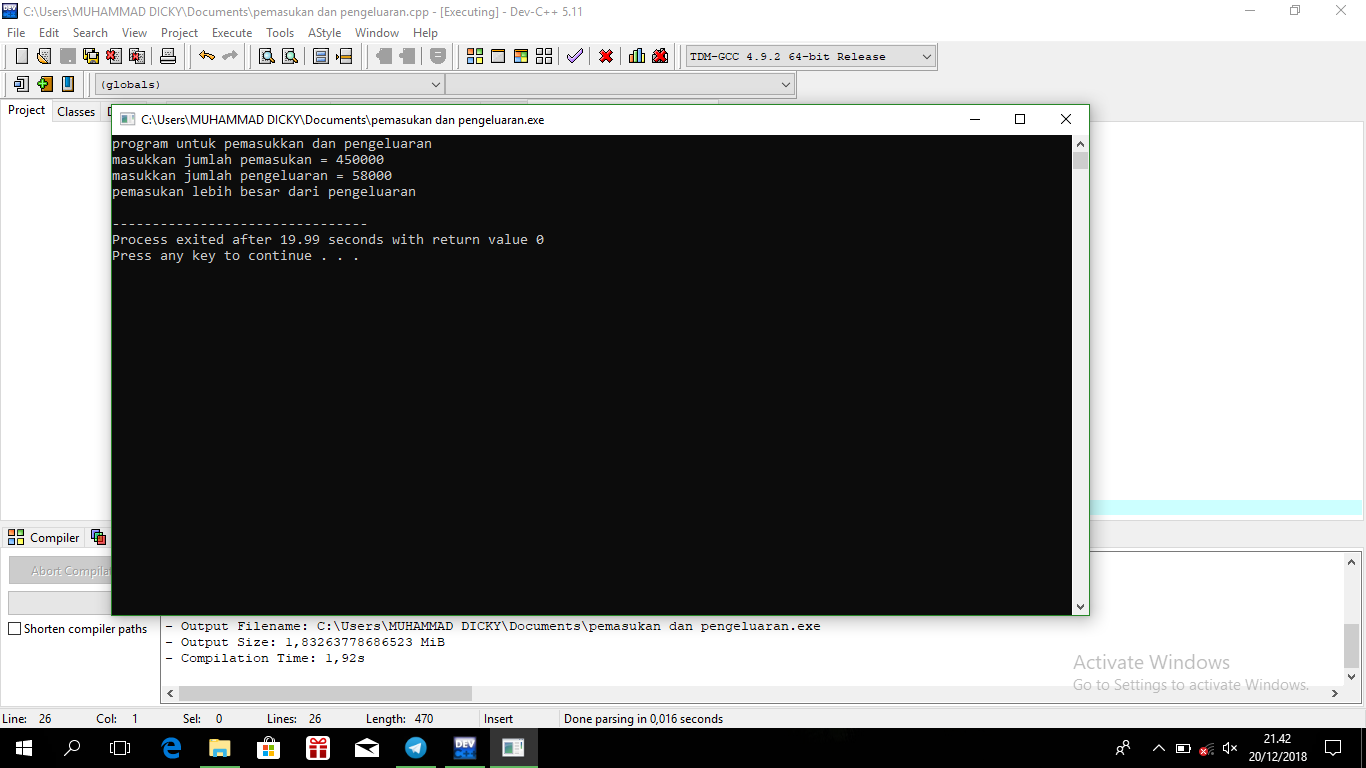 C:\Users\MUHAMMAD DICKY\Documents\pemasukan dan pengeluaran.cpp - [Executing] - Dev-C++ 5.11
File Edit Search View Project Execute Tools AStyle Window Help
TDM-GCC 4.9.2 64-bit Release
(globals)
Project Classes
C:\Users\MUHAMMAD DICKY\Documents\pemasukan dan pengeluaran.exe
program untuk pemasukkan dan pengeluaran
masukkan jumlah pemasukan = 450000
masukkan jumlah pengeluaran = 58000
pemasukan lebih besar dari pengeluaran
--------------------------------
Process exited after 19.99 seconds with return value 0
Press any key to continue . . .
Compiler
Abort
Shorten compiler paths
- Output Filename: C:\Users\MUHAMMAD DICKY\Documents\pemasukan dan pengeluaran.exe
- Output Size: 1,83263778686523 MiB
- Compilation Time: 1,92s
Activate Windows
Go to Settings to activate Windows.
Line: 26 Col: 1 Sel: 0 Lines: 26 Length: 470 Insert Done parsing in 0,016 seconds
DEV
21.42
20/12/2018